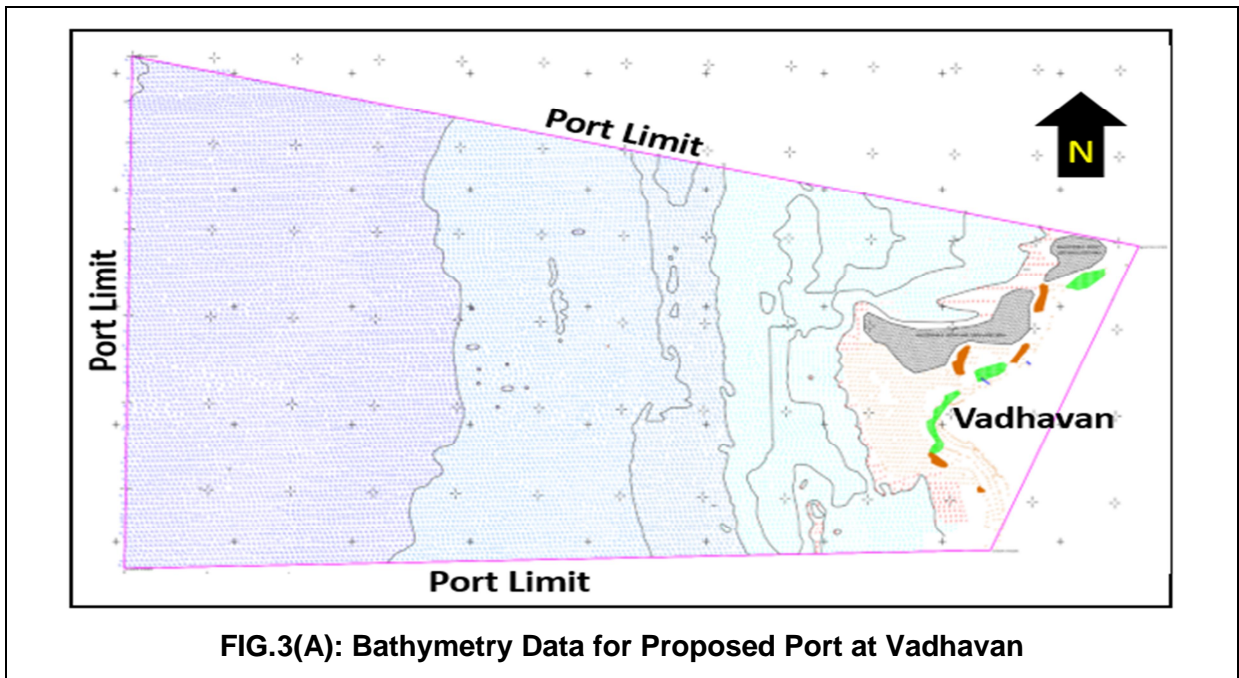 Port Limit
N
Port Limit
Vadhavan
Port Limit
FIG.3(A): Bathymetry Data for Proposed Port at Vadhavan